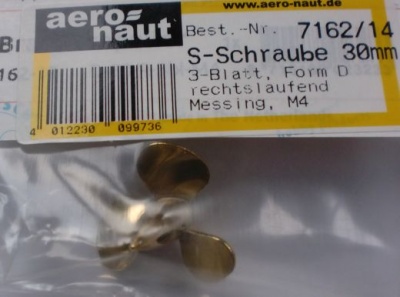 www.aero-naut.de
aero-
naut
Best.-Nr. 7162/14
S-Schraube 30mm
3-Blatt, Form D
rechtslaufend
Messing, M4
4 012230 099736